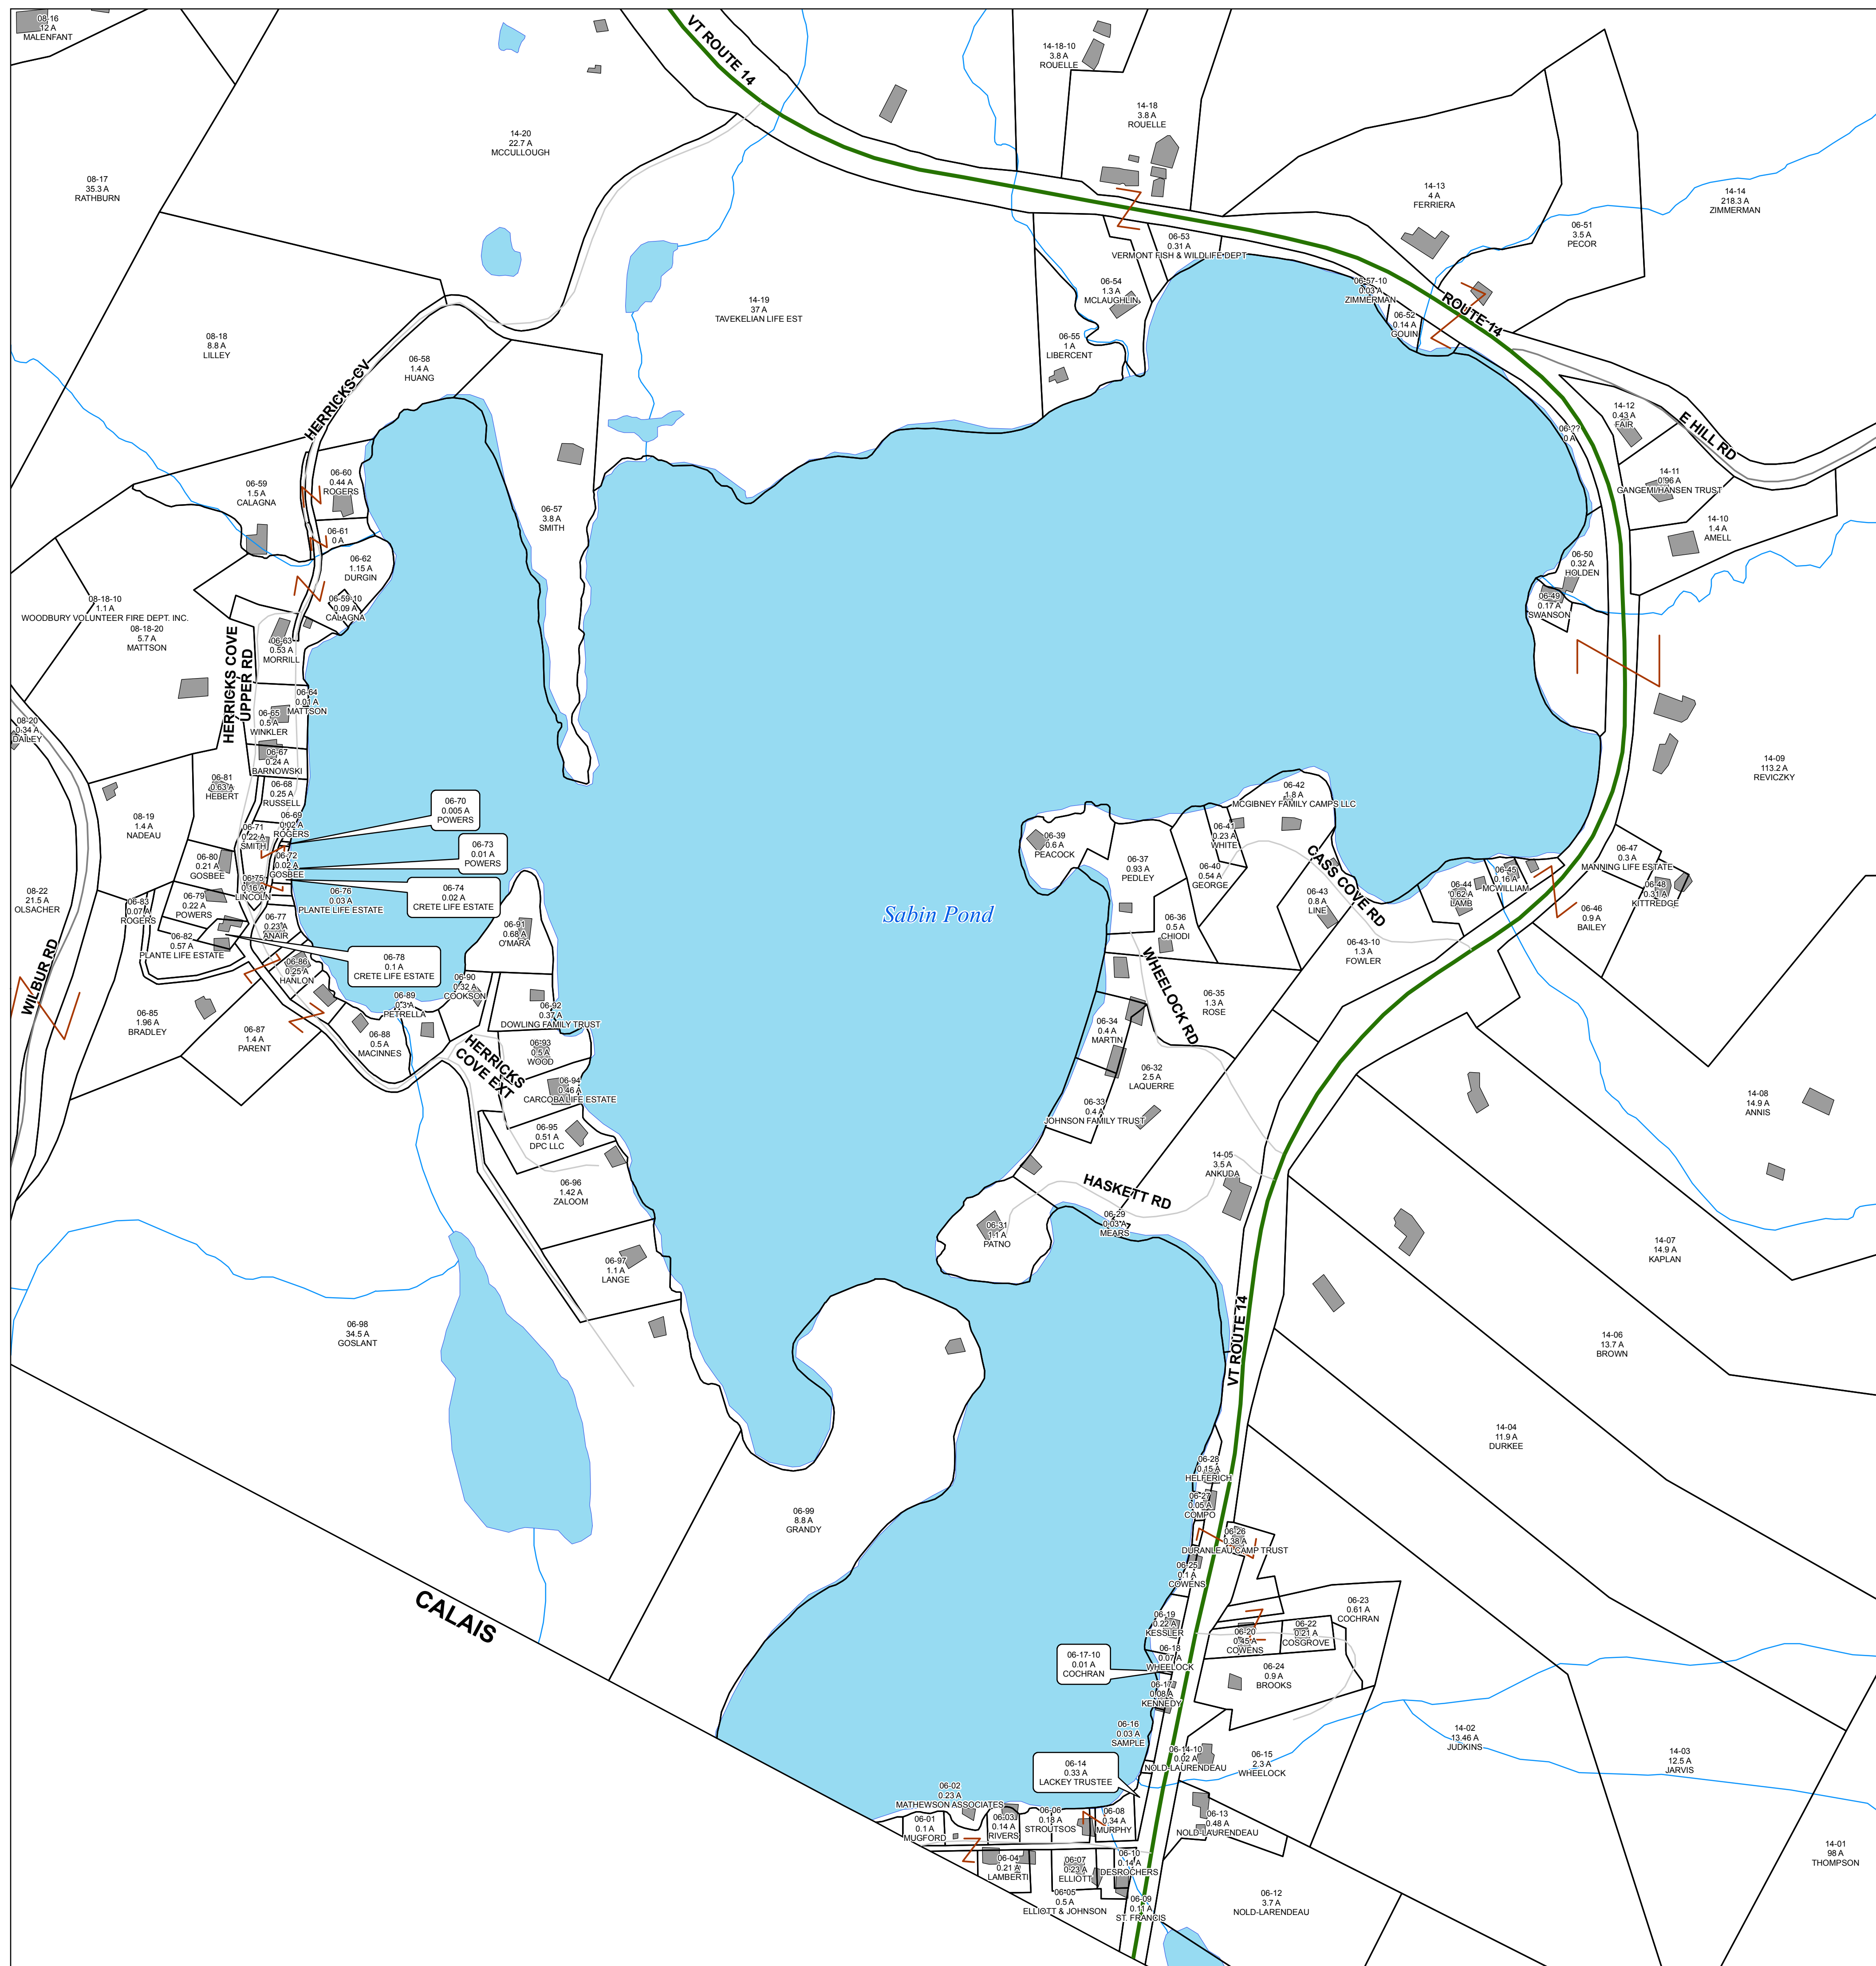 08-16
12 A
MALENFANT
VT ROUTE 14
14-18-10
3.8 A
ROUELLE
14-18
3.8 A
ROUELLE
14-20
22.7 A
MCCULLOUGH
08-17
35.3 A
RATHBURN
14-13
4 A
FERRIERA
14-14
218.3 A
ZIMMERMAN
06-51
3.5 A
PECOR
06-53
0.31 A
VERMONT FISH & WILDLIFE DEPT
06-54
1.3 A
MCLAUGHLIN
06-57-10
0.03 A
ZIMMERMAN
06-52
0.14 A
GOUIN
ROUTE 14
14-19
37 A
TAVEKELIAN LIFE EST
06-55
1 A
LIBERCENT
08-18
8.8 A
LILLEY
06-58
1.4 A
HUANG
HERRICKS CV
14-12
0.43 A
FAIR
E HILL RD
06-??
0 A
14-11
0.96 A
GANGEMI/HANSEN TRUST
14-10
1.4 A
AMELL
06-59
1.5 A
CALAGNA
06-60
0.44 A
ROGERS
06-57
3.8 A
SMITH
06-61
0 A
06-62
1.15 A
DURGIN
06-59-10
0.09 A
CALAGNA
06-50
0.32 A
HOLDEN
06-49
0.17 A
SWANSON
08-18-10
1.1 A
WOODBURY VOLUNTEER FIRE DEPT. INC.
08-18-20
5.7 A
MATTSON
06-63
0.53 A
MORRILL
HERRICKS COVE
UPPER RD
06-64
0.01 A
MATTSON
06-65
0.5 A
WINKLER
08-20
0.34 A
DAILEY
06-67
0.24 A
BARNOWSKI
06-81
0.63 A
HEBERT
06-68
0.25 A
RUSSELL
14-09
113.2 A
REVICZKY
06-42
1.8 A
MCGIBNEY FAMILY CAMPS LLC
06-70
0.005 A
POWERS
08-19
1.4 A
NADEAU
06-69
0.02 A
ROGERS
06-71
0.22 A
SMITH
06-73
0.01 A
POWERS
06-39
0.6 A
PEACOCK
06-41
0.23 A
WHITE
06-80
0.21 A
GOSBEE
06-72
0.02 A
GOSBEE
06-37
0.93 A
PEDLEY
06-40
0.54 A
GEORGE
CASS COVE RD
06-47
0.3 A
MANNING LIFE ESTATE
06-45
0.16 A
MCWILLIAM
06-44
0.62 A
LAMB
06-48
0.31 A
KITTREDGE
06-75
0.16 A
LINCOLN
06-74
0.02 A
CRETE LIFE ESTATE
06-76
0.03 A
PLANTE LIFE ESTATE
08-22
21.5 A
OLSACHER
06-83
0.07 A
ROGERS
06-79
0.22 A
POWERS
06-43
0.8 A
LINE
06-46
0.9 A
BAILEY
Sabin Pond
06-77
0.23 A
ANAIR
06-91
0.68 A
O'MARA
06-36
0.5 A
CHIODI
06-82
0.57 A
PLANTE LIFE ESTATE
06-43-10
1.3 A
FOWLER
06-78
0.1 A
CRETE LIFE ESTATE
06-86
0.25 A
HANLON
WILBUR RD
WHEELOCK RD
06-90
0.32 A
COOKSON
06-89
0.3 A
PETRELLA
06-35
1.3 A
ROSE
06-85
1.96 A
BRADLEY
06-92
0.37 A
DOWLING FAMILY TRUST
06-87
1.4 A
PARENT
06-88
0.5 A
MACINNES
06-34
0.4 A
MARTIN
HERRICKS
COVE EXT
06-93
0.5 A
WOOD
06-32
2.5 A
LAQUERRE
06-94
0.46 A
CARCOBA LIFE ESTATE
14-08
14.9 A
ANNIS
06-33
0.4 A
JOHNSON FAMILY TRUST
06-95
0.51 A
DPC LLC
14-05
3.5 A
ANKUDA
06-96
1.42 A
ZALOOM
HASKETT RD
06-29
0.03 A
MEARS
06-31
1.1 A
PATNO
14-07
14.9 A
KAPLAN
06-97
1.1 A
LANGE
06-98
34.5 A
GOSLANT
VT ROUTE 14
14-06
13.7 A
BROWN
14-04
11.9 A
DURKEE
06-28
0.15 A
HELFERICH
06-27
0.05 A
COMPO
06-99
8.8 A
GRANDY
06-26
0.38 A
DURANLEAU CAMP TRUST
06-25
0.1 A
COWENS
CALAIS
06-23
0.61 A
COCHRAN
06-19
0.22 A
KESSLER
06-20
0.45 A
COWENS
06-22
0.21 A
COSGROVE
06-17-10
0.01 A
COCHRAN
06-18
0.07 A
WHEELOCK
06-24
0.9 A
BROOKS
06-17
0.08 A
KENNEDY
06-16
0.03 A
SAMPLE
14-02
13.46 A
JUDKINS
14-03
12.5 A
JARVIS
06-14-10
0.02 A
NOLD-LAURENDEAU
06-15
2.3 A
WHEELOCK
06-14
0.33 A
LACKEY TRUSTEE
06-02
0.23 A
MATHEWSON ASSOCIATES
06-01
0.1 A
MUGFORD
06-03
0.14 A
RIVERS
06-06
0.18 A
STROUTSOS
06-08
0.34 A
MURPHY
06-13
0.48 A
NOLD-LAURENDEAU
14-01
98 A
THOMPSON
06-04
0.21 A
LAMBERTI
06-07
0.23 A
ELLIOTT
06-10
0.14 A
DESROCHERS
06-05
0.5 A
ELLIOTT & JOHNSON
06-09
0.11 A
ST. FRANCIS
06-12
3.7 A
NOLD-LARENDEAU